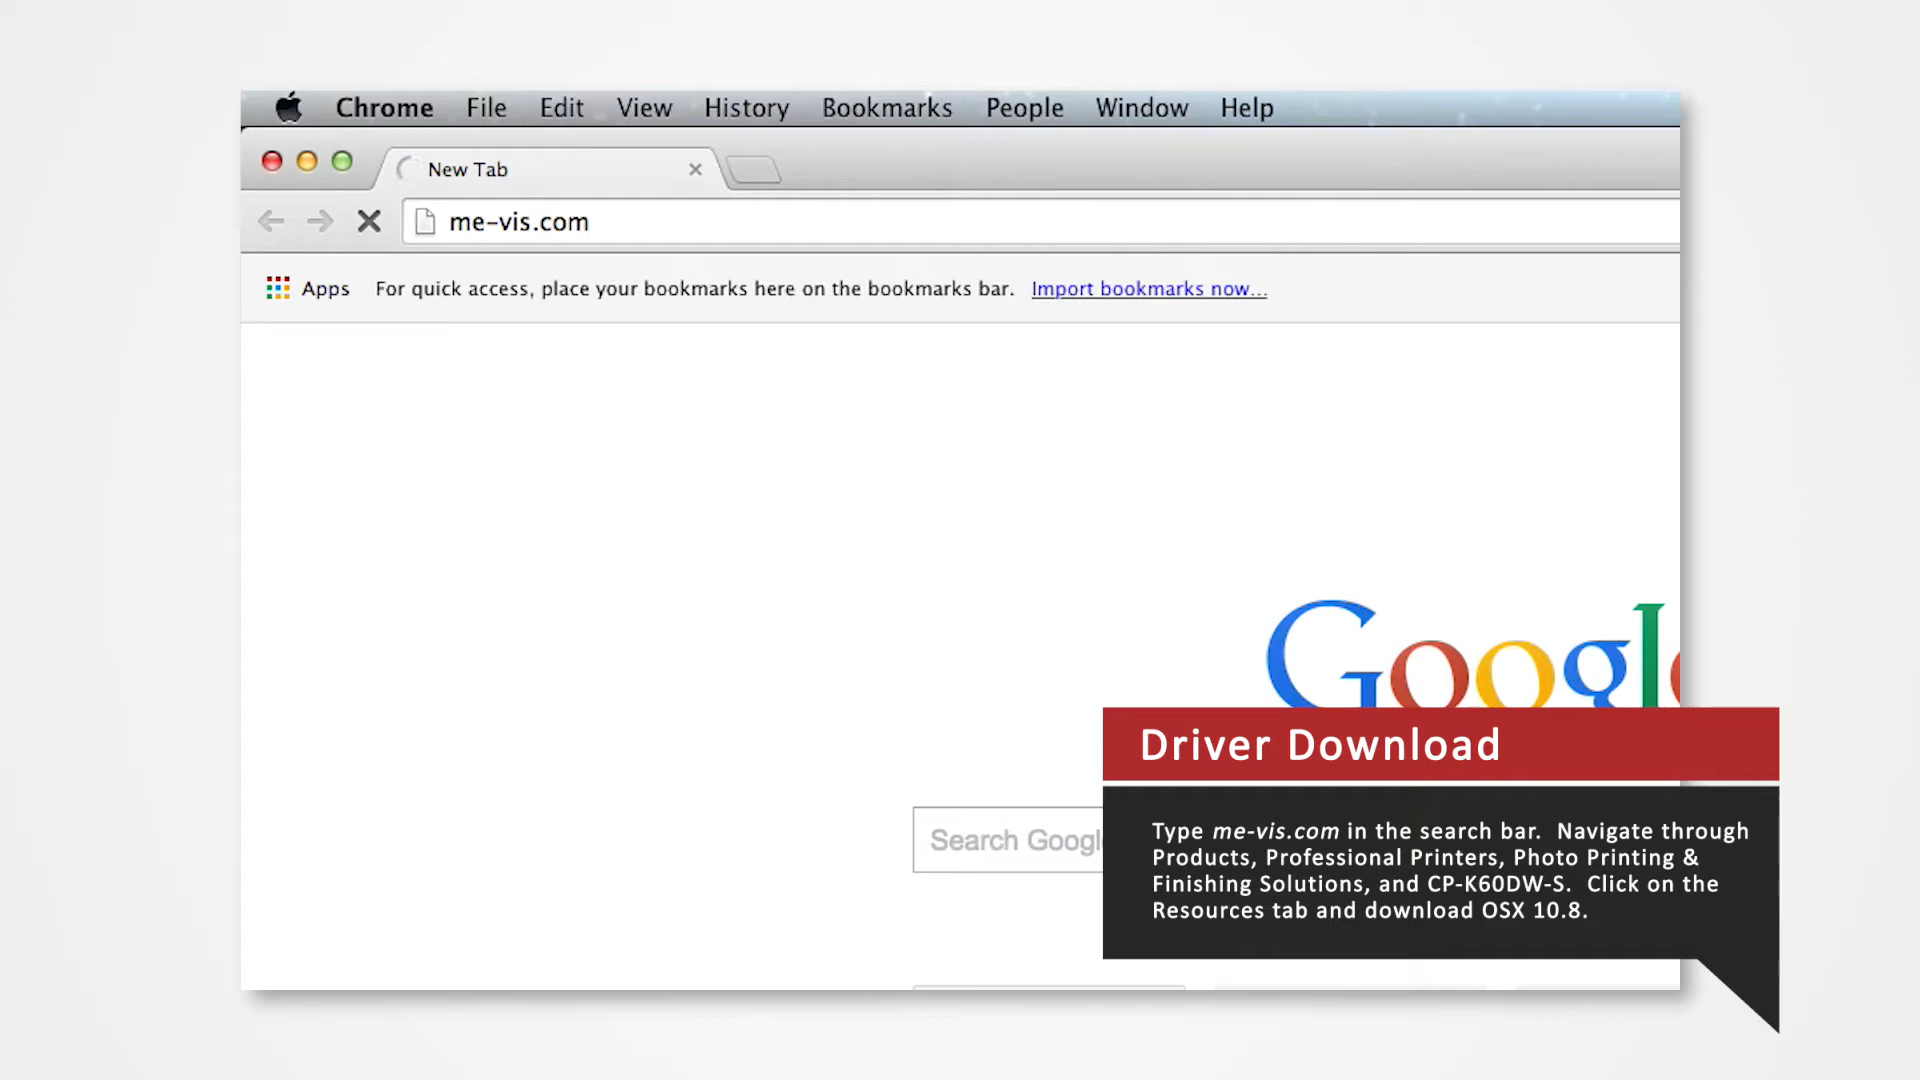 Chrome File Edit View History Bookmarks People Window Help
New Tab
me-vis.com
Apps For quick access, place your bookmarks here on the bookmarks bar. Import bookmarks now...
Google
Search Google
Driver Download
Type me-vis.com in the search bar. Navigate through
Products, Professional Printers, Photo Printing &
Finishing Solutions, and CP-K60DW-S. Click on the
Resources tab and download OSX 10.8.